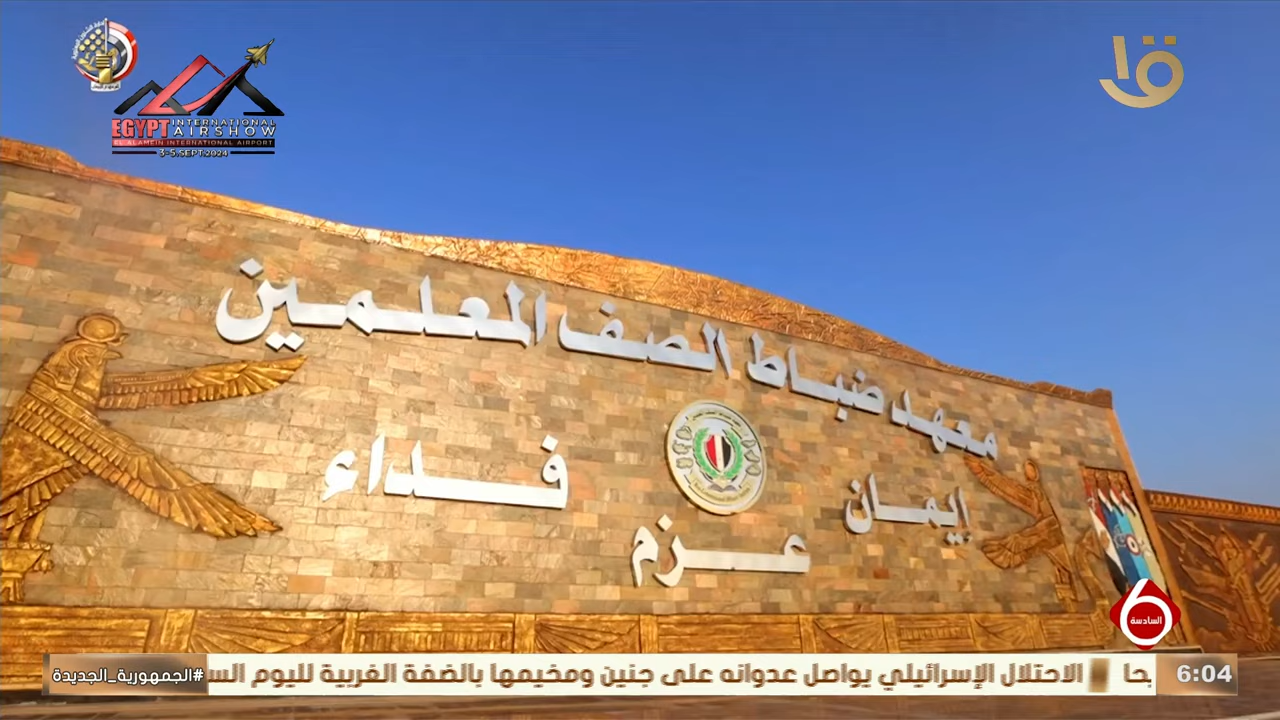 EGYPT INTERNATIONAL AIRSHOW
EL ALAMEIN INTERNATIONAL AIRPORT
3-5 SEPT 2024
معهد ضباط الصف المعلمين
إيمان
عزم
فداء
السادسة
6:04
بحا
الاحتلال الإسرائيلي يواصل عدوانه على جنين ومخيمها بالضفة الغربية لليوم الس
#الجمهورية_الجديدة